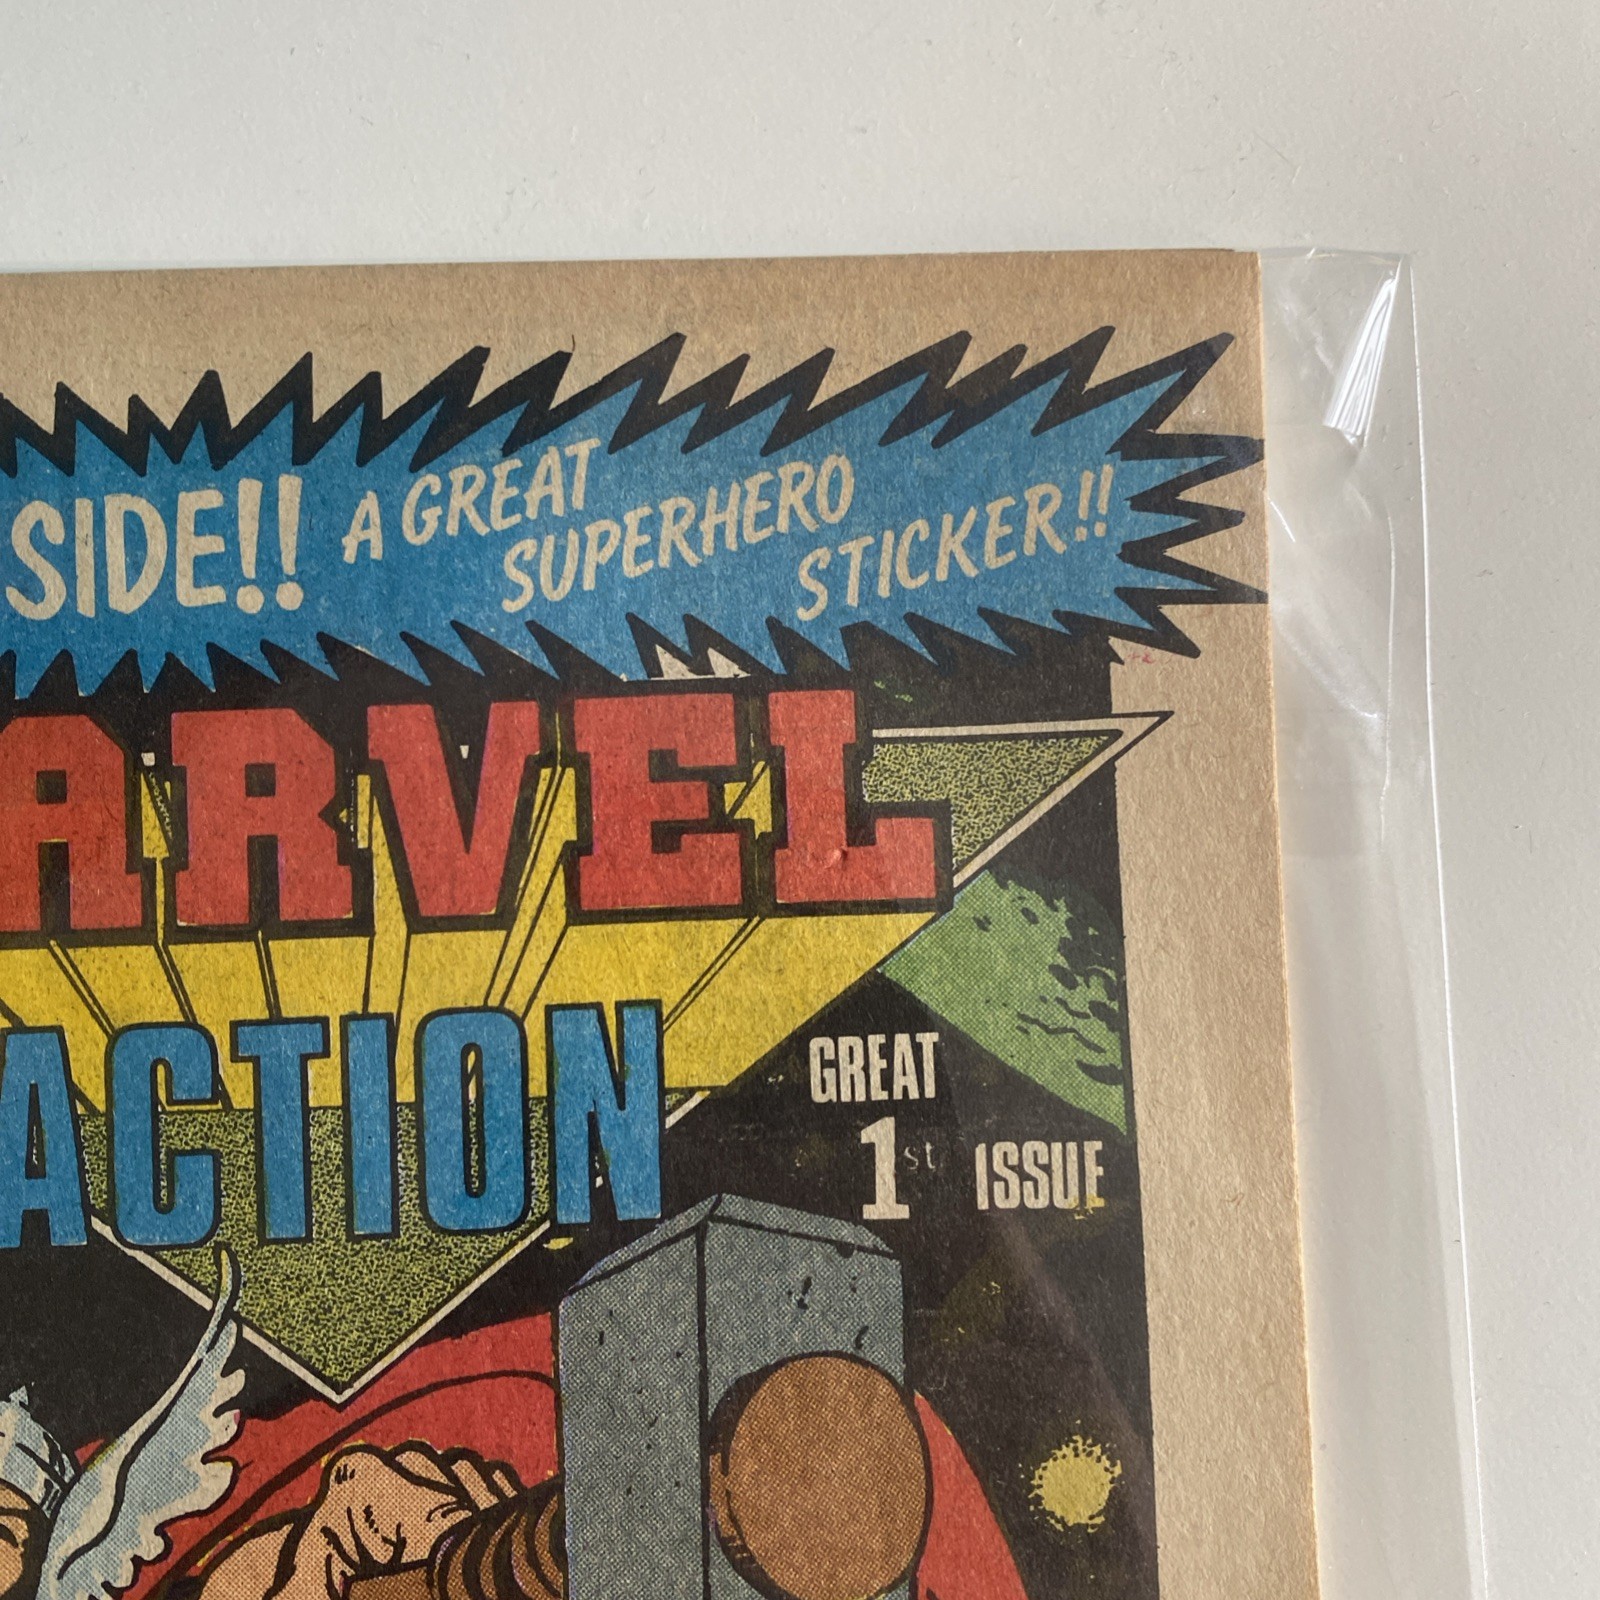 SIDE!! A GREAT
SUPERHERO
STICKER!!
ARVEL
ACTION
GREAT
1st ISSUE